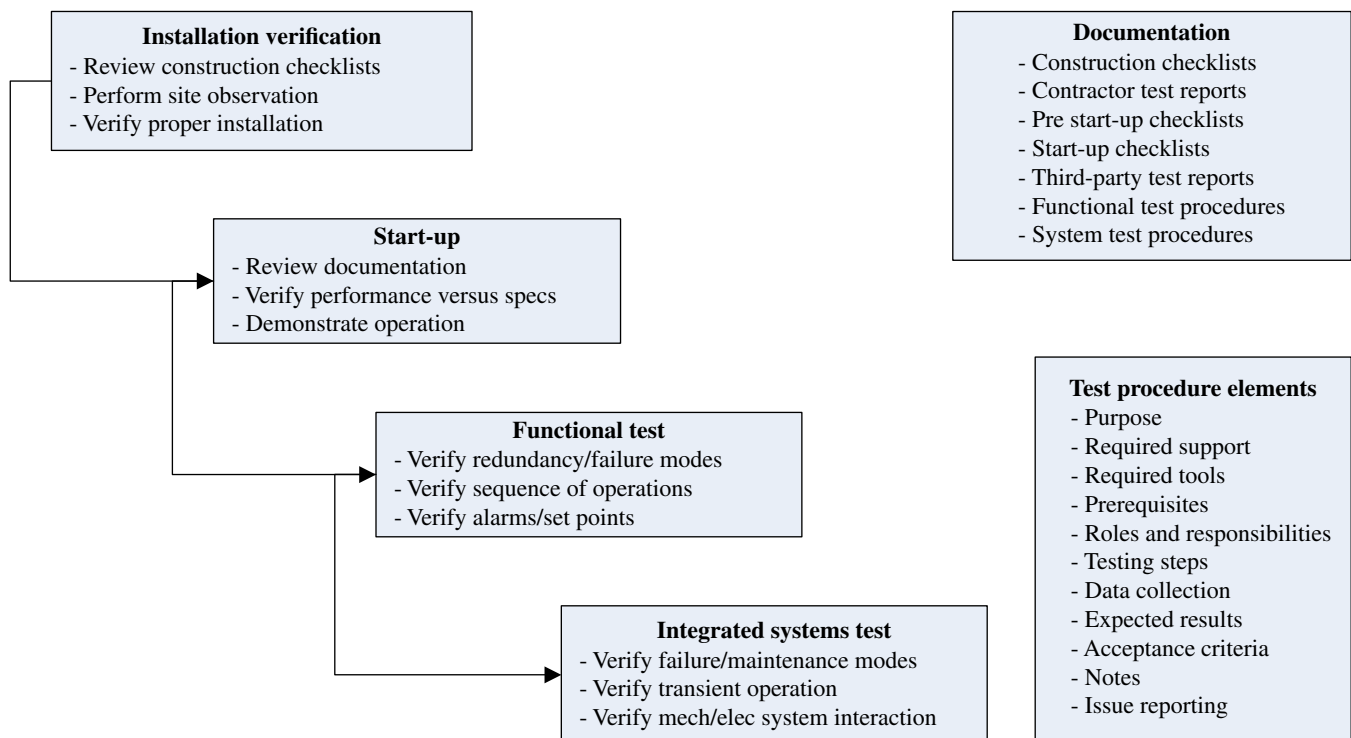 Installation verification
- Review construction checklists
- Perform site observation
- Verify proper installation
Start-up
- Review documentation
- Verify performance versus specs
- Demonstrate operation
Functional test
- Verify redundancy/failure modes
- Verify sequence of operations
- Verify alarms/set points
Integrated systems test
- Verify failure/maintenance modes
- Verify transient operation
- Verify mech/elec system interaction
Documentation
- Construction checklists
- Contractor test reports
- Pre start-up checklists
- Start-up checklists
- Third-party test reports
- Functional test procedures
- System test procedures
Test procedure elements
- Purpose
- Required support
- Required tools
- Prerequisites
- Roles and responsibilities
- Testing steps
- Data collection
- Expected results
- Acceptance criteria
- Notes
- Issue reporting